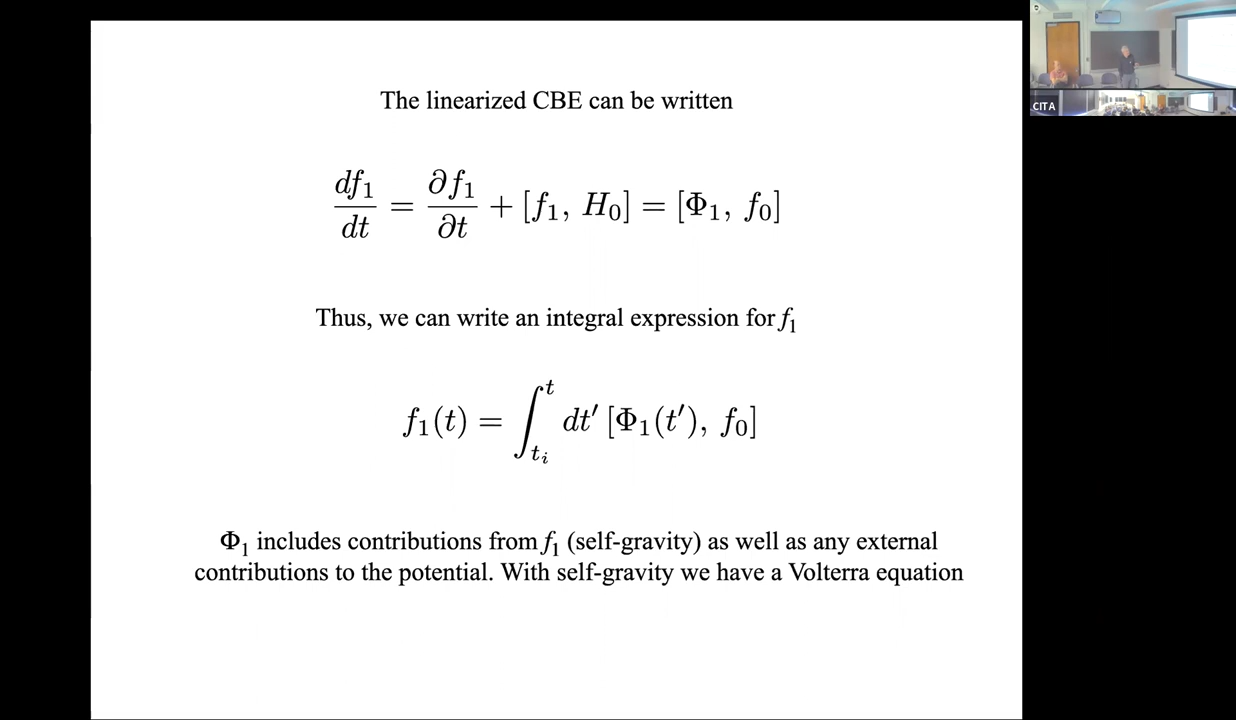 The linearized CBE can be written
df₁/dt = ∂f₁/∂t + [f₁, H₀] = [Φ₁, f₀]
Thus, we can write an integral expression for f₁
f₁(t) = ∫_{tᵢ}^{t} dt′ [Φ₁(t′), f₀]
Φ₁ includes contributions from f₁ (self-gravity) as well as any external
contributions to the potential. With self-gravity we have a Volterra equation
CITA